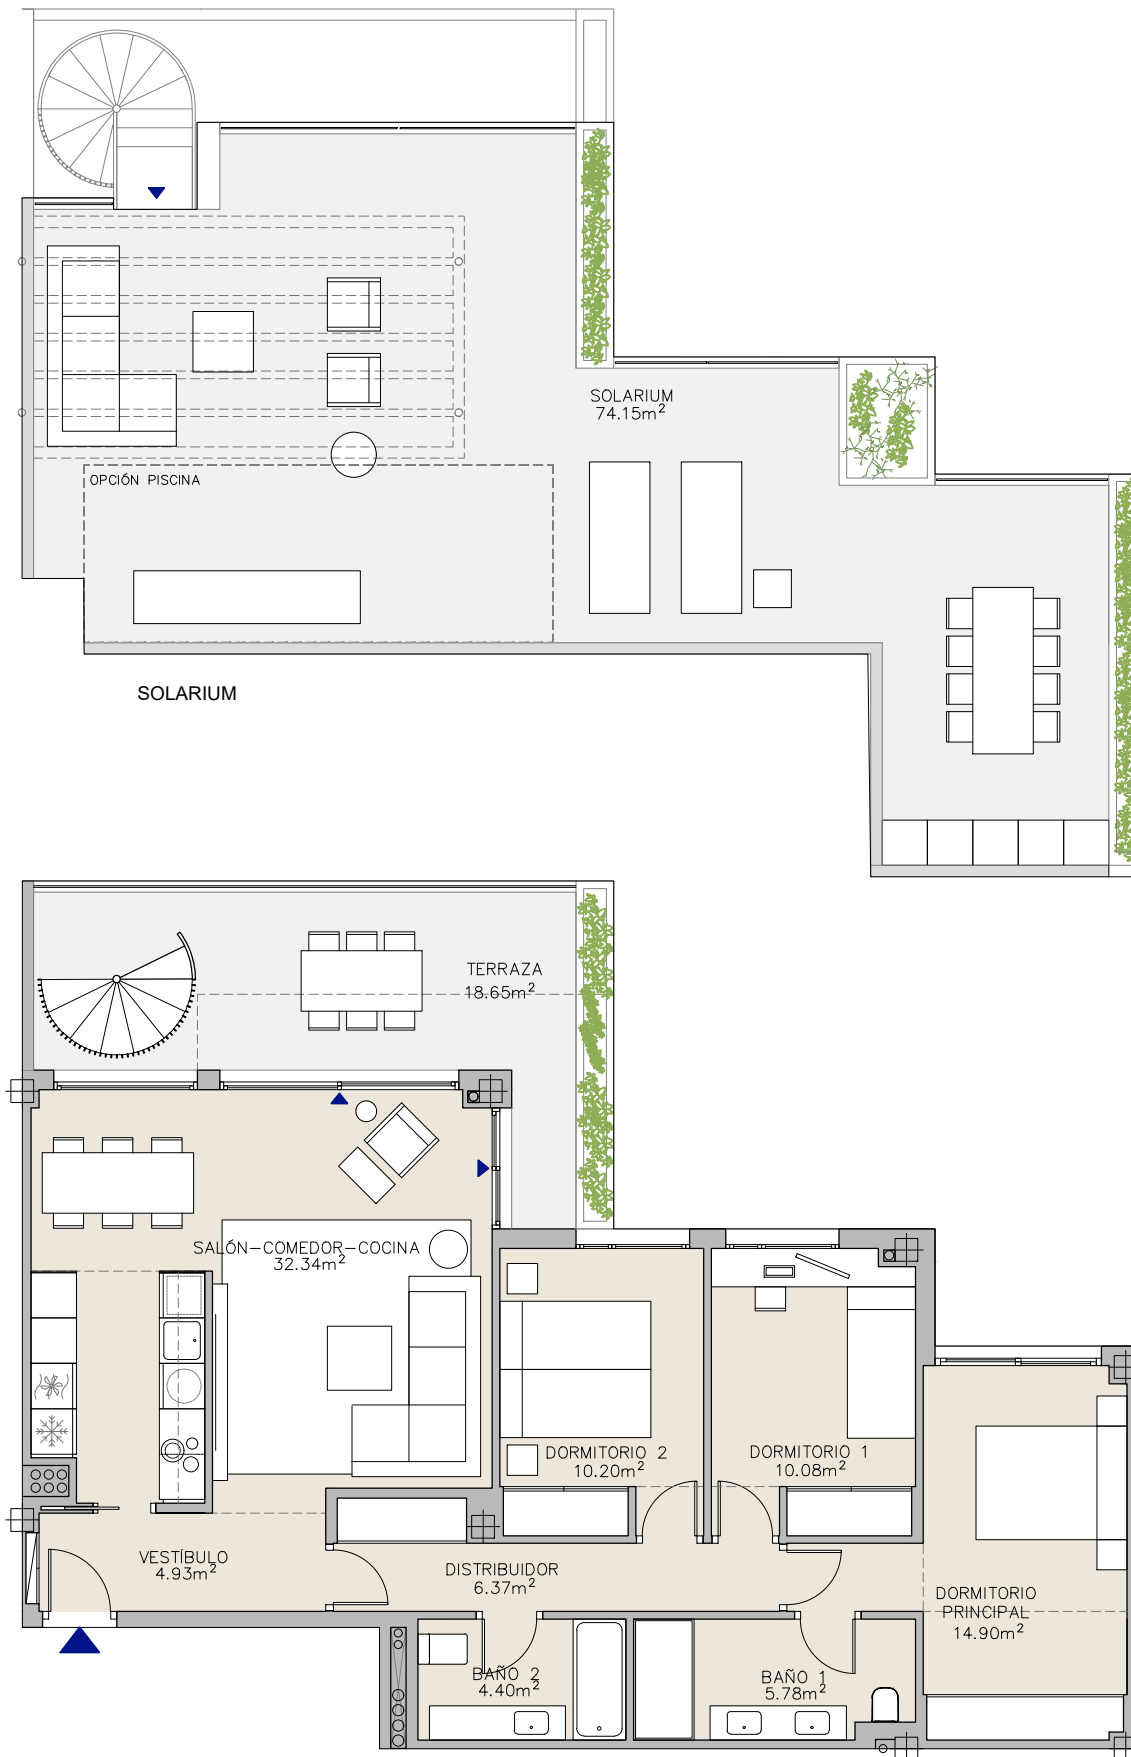 SOLARIUM
74.15m²
OPCIÓN PISCINA
SOLARIUM
TERRAZA
18.65m²
SALÓN-COMEDOR-COCINA
32.34m²
DORMITORIO 2
10.20m²
DORMITORIO 1
10.08m²
VESTÍBULO
4.93m²
DISTRIBUIDOR
6.37m²
DORMITORIO
PRINCIPAL
14.90m²
BAÑO 2
4.40m²
BAÑO 1
5.78m²